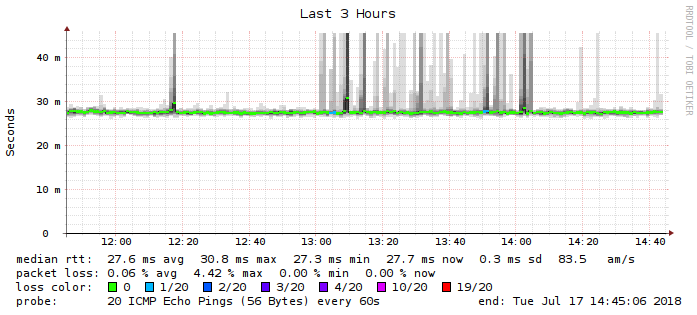 Last 3 Hours
RRDTOOL / TOBI OETIKER
Seconds
40 m
30 m
20 m
10 m
0
12:00 12:20 12:40 13:00 13:20 13:40 14:00 14:20 14:40
median rtt: 27.6 ms avg 30.8 ms max 27.3 ms min 27.7 ms now 0.3 ms sd 83.5 am/s
packet loss: 0.06 % avg 4.42 % max 0.00 % min 0.00 % now
loss color: 0 1/20 2/20 3/20 4/20 10/20 19/20
probe: 20 ICMP Echo Pings (56 Bytes) every 60s end: Tue Jul 17 14:45:06 2018